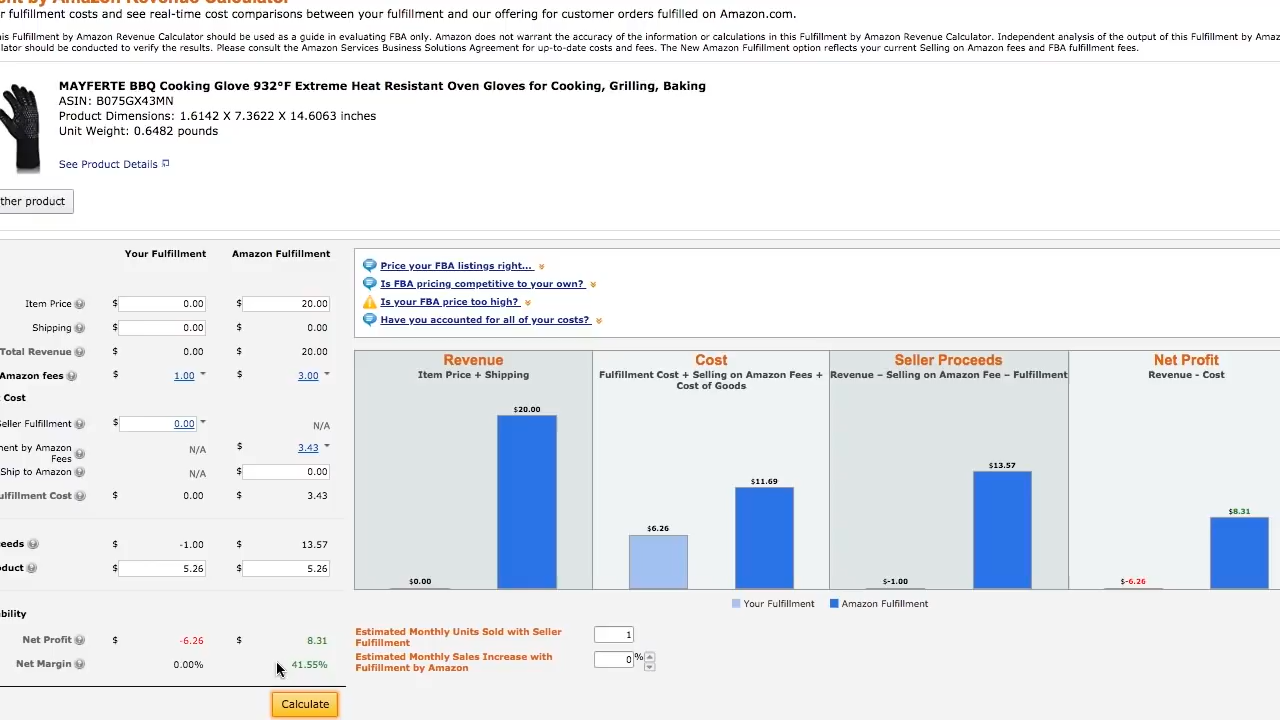 nt by Amazon Revenue Calculator
r fulfillment costs and see real-time cost comparisons between your fulfillment and our offering for customer orders fulfilled on Amazon.com.
his Fulfillment by Amazon Revenue Calculator should be used as a guide in evaluating FBA only. Amazon does not warrant the accuracy of the information or calculations in this Fulfillment by Amazon Revenue Calculator. Independent analysis of the output of this Fulfillment by Amaz
lator should be conducted to verify the results. Please consult the Amazon Services Business Solutions Agreement for up-to-date costs and fees. The New Amazon Fulfillment option reflects your current Selling on Amazon fees and FBA fulfillment fees.
MAYFERTE BBQ Cooking Glove 932°F Extreme Heat Resistant Oven Gloves for Cooking, Grilling, Baking
ASIN: B075GX43MN
Product Dimensions: 1.6142 X 7.3622 X 14.6063 inches
Unit Weight: 0.6482 pounds
See Product Details
ther product
Your Fulfillment Amazon Fulfillment
Item Price $ 0.00 $ 20.00
Shipping $ 0.00 $ 0.00
Total Revenue $ 0.00 $ 20.00
Amazon fees $ 1.00 $ 3.00
Cost
Seller Fulfillment $ 0.00 N/A
ment by Amazon
Fees N/A $ 3.43
Ship to Amazon N/A $ 0.00
ulfillment Cost $ 0.00 $ 3.43
eeds $ -1.00 $ 13.57
oduct $ 5.26 $ 5.26
bility
Net Profit $ -6.26 $ 8.31
Net Margin 0.00% 41.55%
Calculate
Price your FBA listings right...
Is FBA pricing competitive to your own?
Is your FBA price too high?
Have you accounted for all of your costs?
Revenue
Item Price + Shipping
$20.00
$0.00
Cost
Fulfillment Cost + Selling on Amazon Fees +
Cost of Goods
$11.69
$6.26
Seller Proceeds
Revenue − Selling on Amazon Fee − Fulfillment
$13.57
$-1.00
Net Profit
Revenue - Cost
$8.31
$-6.26
Your Fulfillment Amazon Fulfillment
Estimated Monthly Units Sold with Seller
Fulfillment 1
Estimated Monthly Sales Increase with
Fulfillment by Amazon 0 %